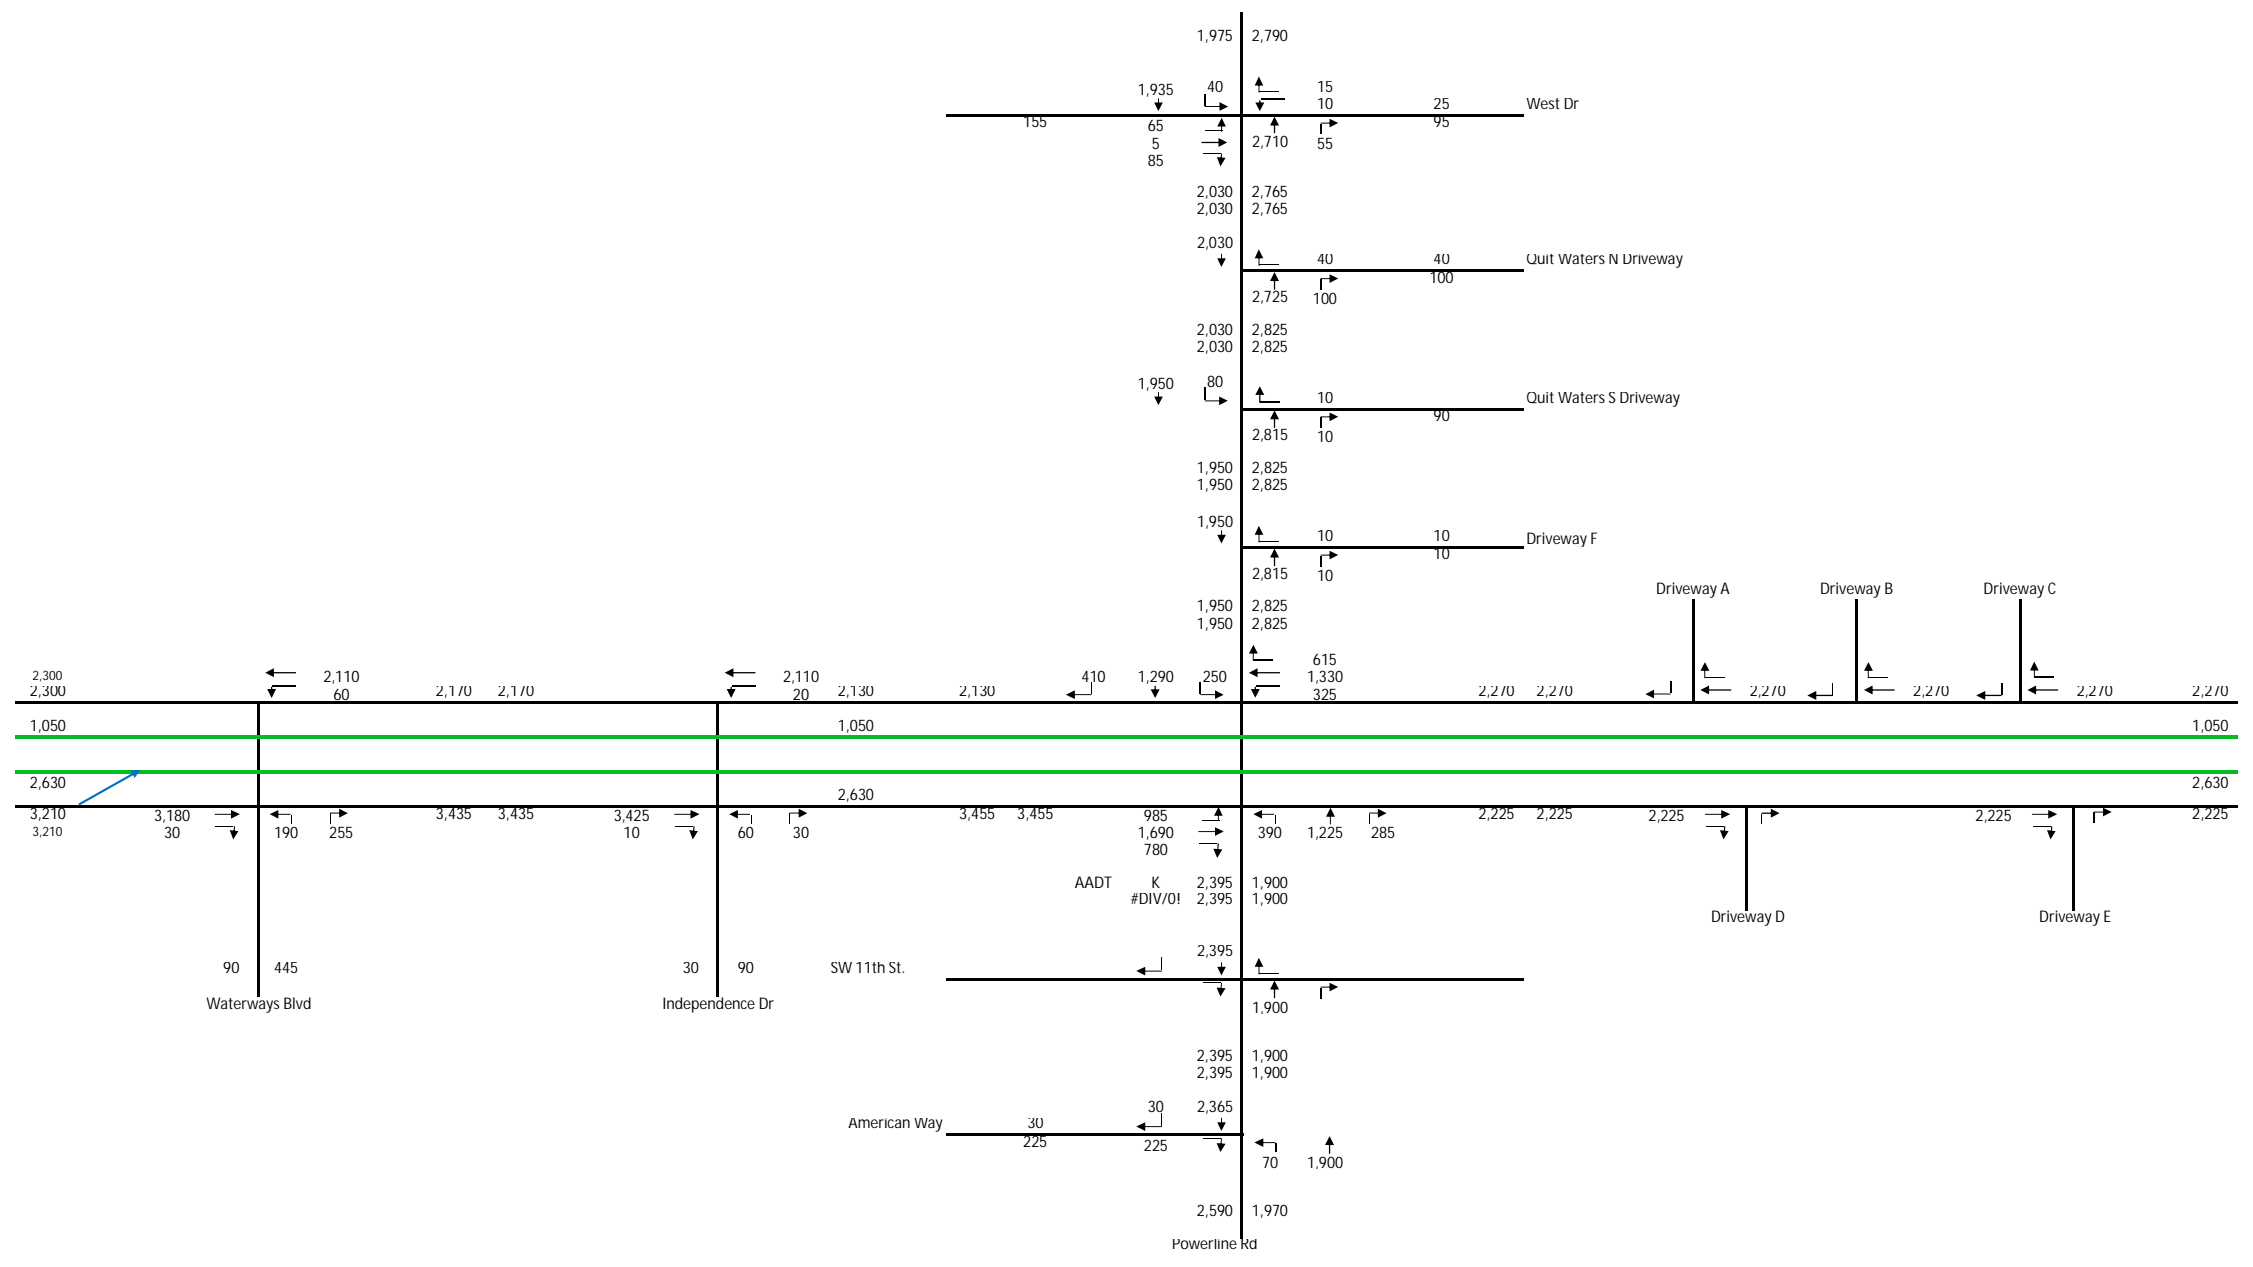 1,975 2,790
1,935 40 15
10 25 West Dr
155 65 95
5 2,710 55
85
2,030 2,765
2,030 2,765
2,030
40 40 Quit Waters N Driveway
100
2,725 100
2,030 2,825
2,030 2,825
1,950 80
10 Quit Waters S Driveway
90
2,815 10
1,950 2,825
1,950 2,825
1,950
10 10 Driveway F
10
2,815 10
Driveway A Driveway B Driveway C
1,950 2,825
1,950 2,825
615
2,300 2,110 2,110 410 1,290 250 1,330
2,300 60 2,170 2,170 20 2,130 2,130 325 2,270 2,270 2,270 2,270 2,270 2,270
1,050 1,050 1,050
2,630 2,630
2,630
3,210 3,180 3,435 3,435 3,425 3,455 3,455 985 2,225 2,225 2,225 2,225 2,225
3,210 30 190 255 10 60 30 1,690 390 1,225 285
780
AADT K 2,395 1,900
#DIV/0! 2,395 1,900
Driveway D Driveway E
2,395
90 445 30 90 SW 11th St.
Waterways Blvd Independence Dr 1,900
2,395 1,900
2,395 1,900
30 2,365
American Way 30
225 225
70 1,900
2,590 1,970
Powerline Rd